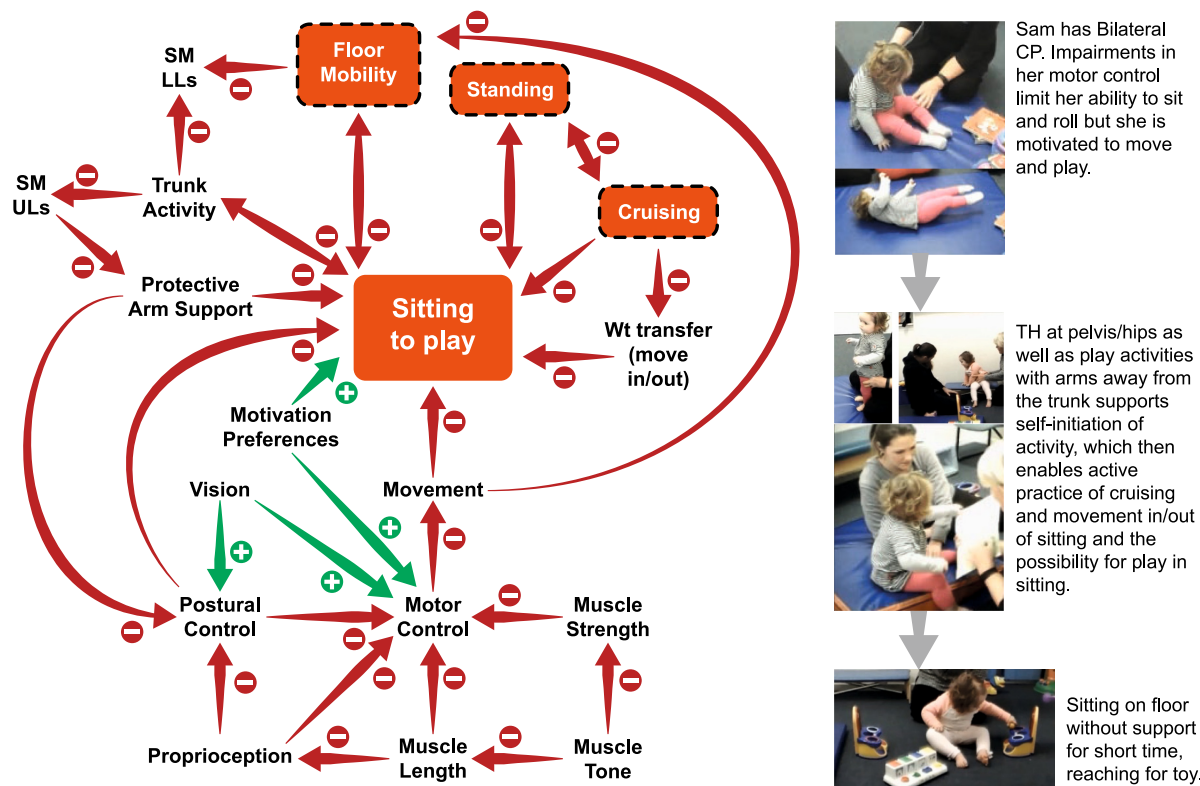 SM
LLs
Floor
Mobility
Standing
SM
ULs
Trunk
Activity
Cruising
Protective
Arm Support
Sitting
to play
Wt transfer
(move
in/out)
Motivation
Preferences
Vision
Movement
Postural
Control
Motor
Control
Muscle
Strength
Proprioception
Muscle
Length
Muscle
Tone
Sam has Bilateral
CP. Impairments in
her motor control
limit her ability to sit
and roll but she is
motivated to move
and play.
TH at pelvis/hips as
well as play activities
with arms away from
the trunk supports
self-initiation of
activity, which then
enables active
practice of cruising
and movement in/out
of sitting and the
possibility for play in
sitting.
Sitting on floor
without support
for short time,
reaching for toy.